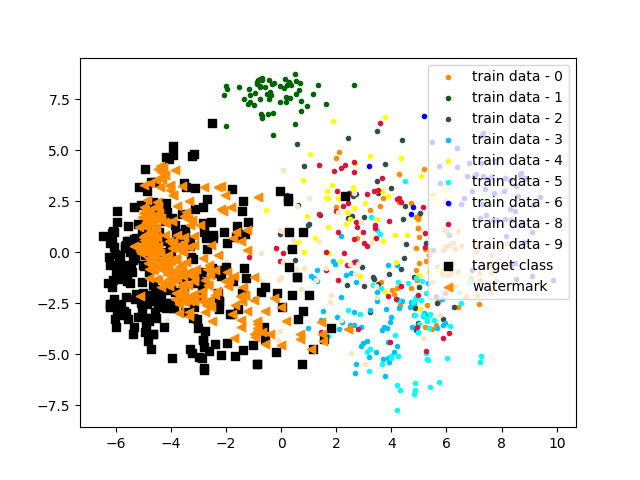 train data - 0
train data - 1
train data - 2
train data - 3
train data - 4
train data - 5
train data - 6
train data - 8
train data - 9
target class
watermark
7.5
5.0
2.5
0.0
−2.5
−5.0
−7.5
−6 −4 −2 0 2 4 6 8 10